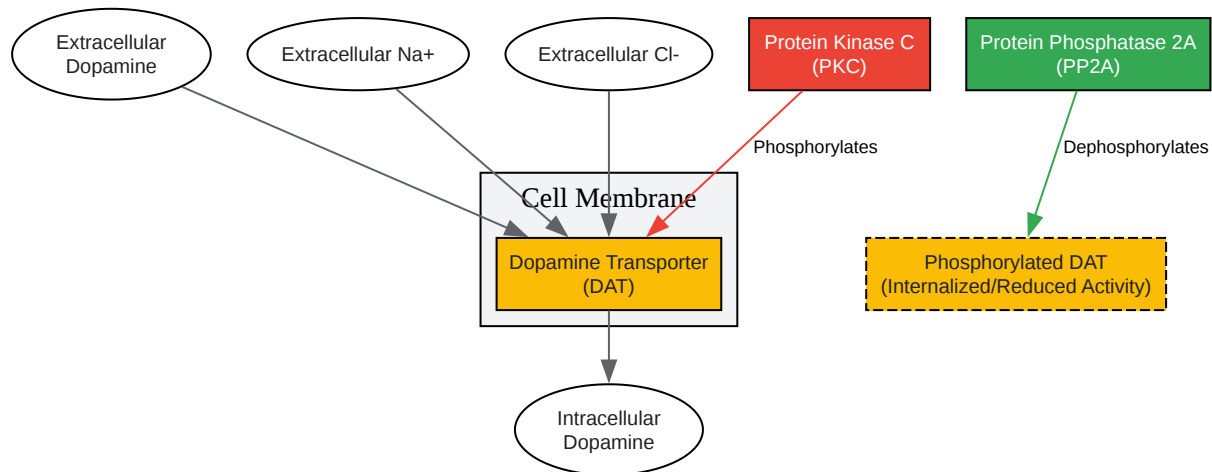 Extracellular
Dopamine
Extracellular Na+
Extracellular Cl-
Protein Kinase C
(PKC)
Protein Phosphatase 2A
(PP2A)
Phosphorylates
Dephosphorylates
Cell Membrane
Dopamine Transporter
(DAT)
Phosphorylated DAT
(Internalized/Reduced Activity)
Intracellular
Dopamine